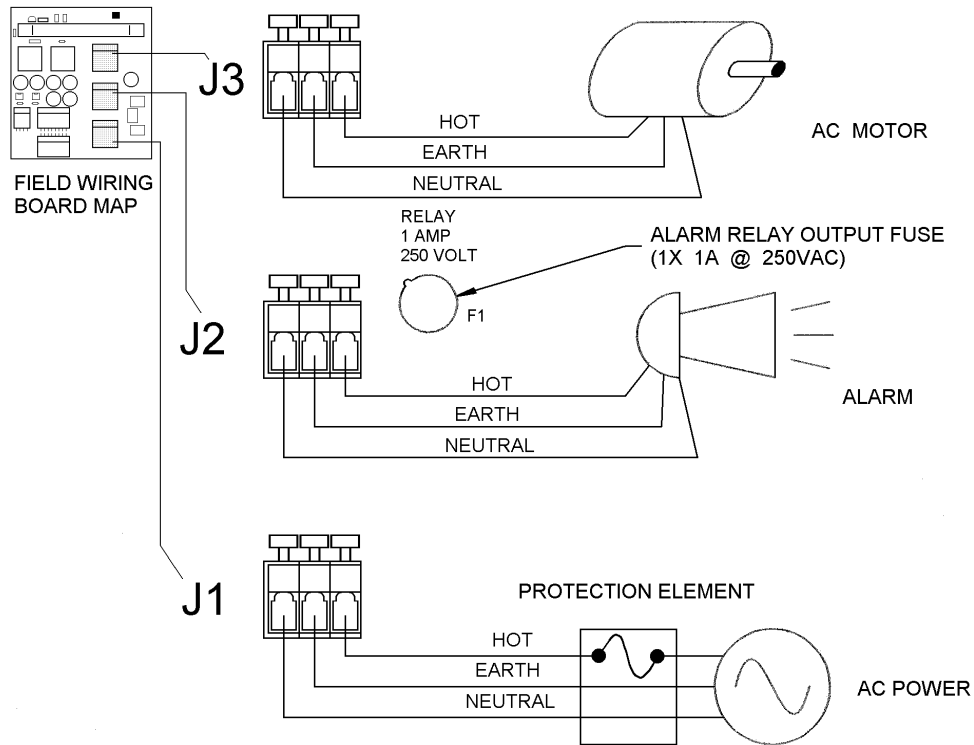 J3
HOT
EARTH
NEUTRAL
AC MOTOR
FIELD WIRING
BOARD MAP
RELAY
1 AMP
250 VOLT
F1
ALARM RELAY OUTPUT FUSE
(1X 1A @ 250VAC)
J2
HOT
EARTH
NEUTRAL
ALARM
J1
PROTECTION ELEMENT
HOT
EARTH
NEUTRAL
AC POWER